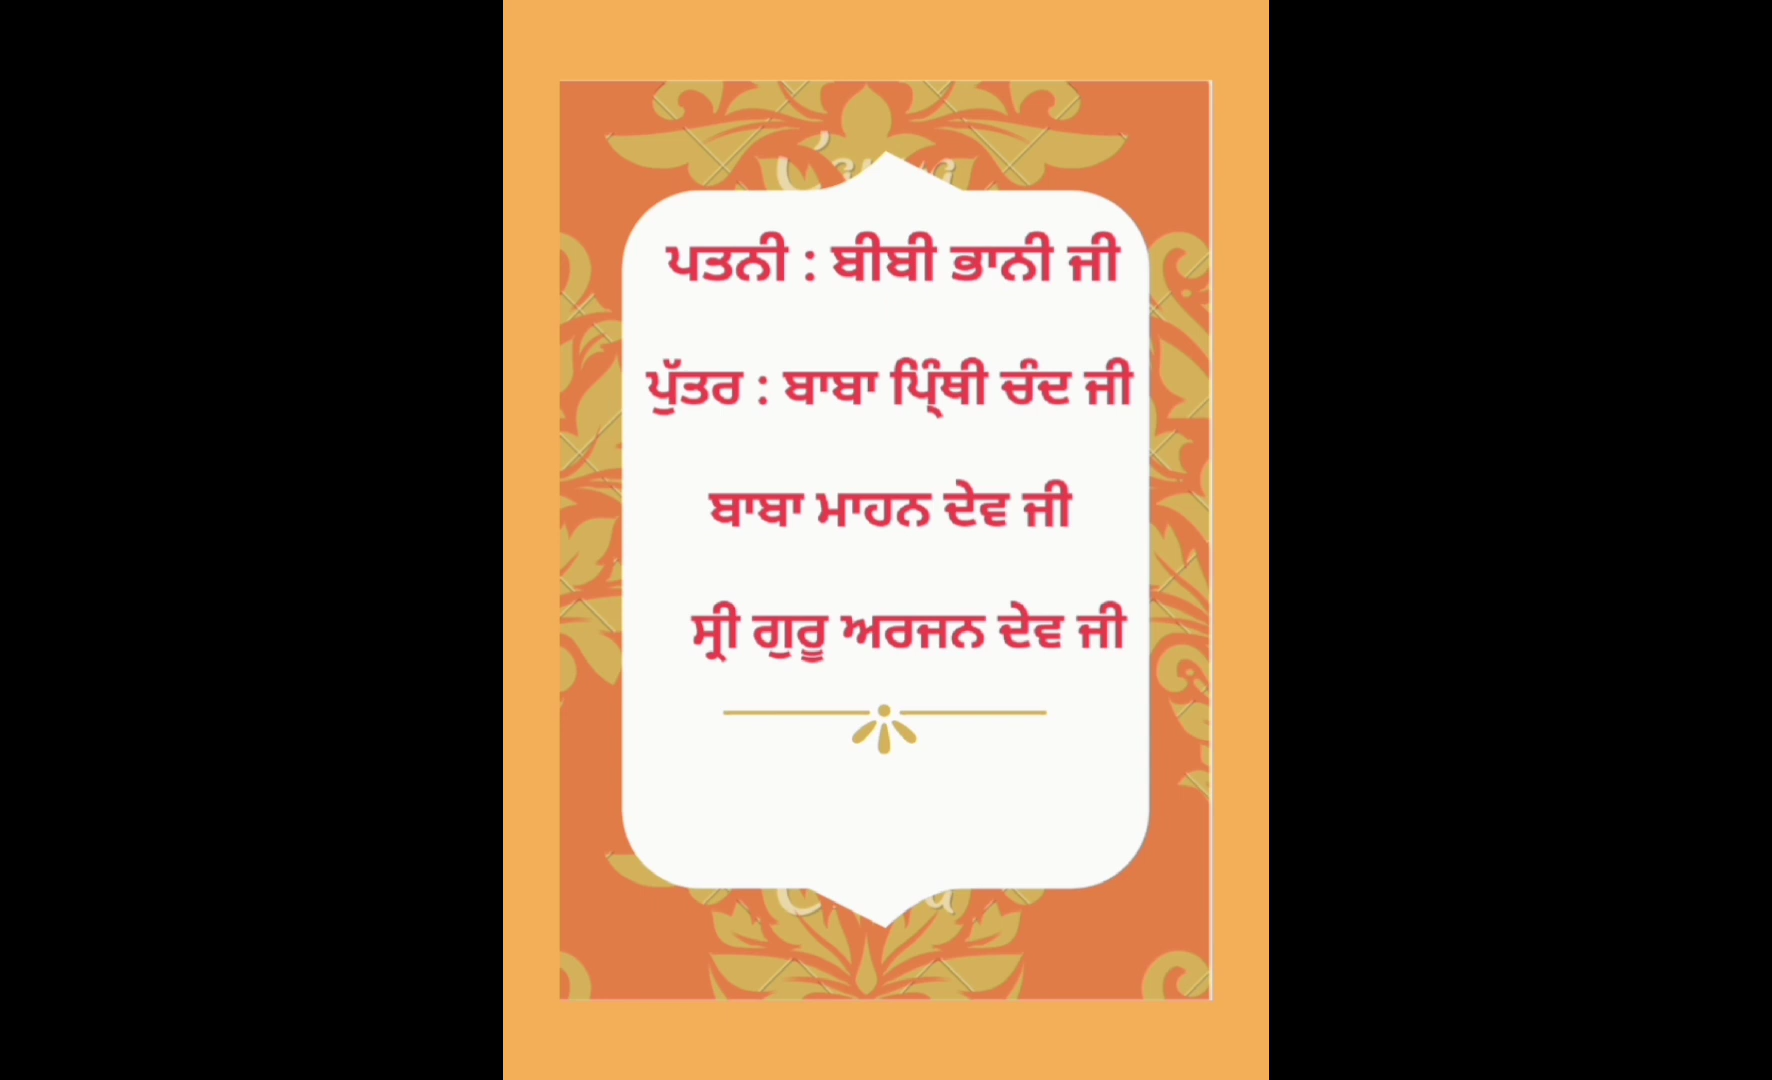 ਪਤਨੀ : ਬੀਬੀ ਭਾਨੀ ਜੀ
ਪੁੱਤਰ : ਬਾਬਾ ਪ੍ਰਿੰਥੀ ਚੰਦ ਜੀ
ਬਾਬਾ ਮਾਹਨ ਦੇਵ ਜੀ
ਸ੍ਰੀ ਗੁਰੂ ਅਰਜਨ ਦੇਵ ਜੀ